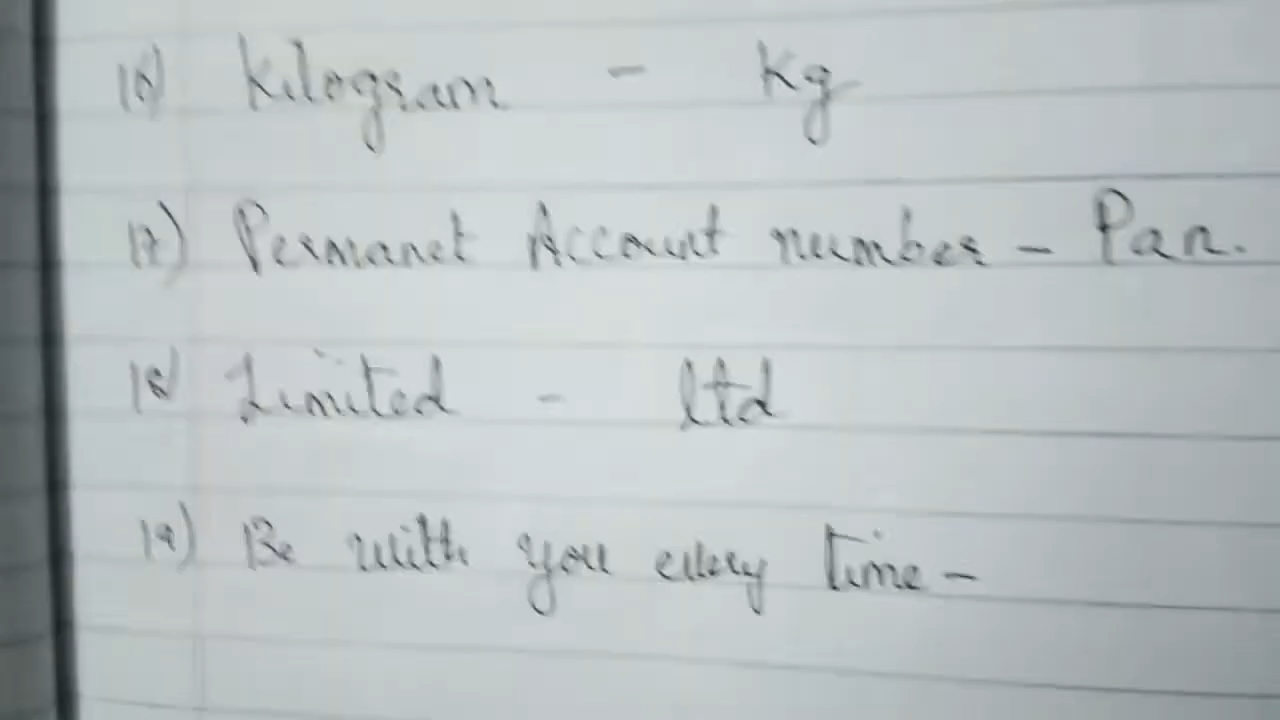 16) Kilogram - Kg
17) Permanet Account number - Pan.
18) Limited - ltd
19) Be with you every time -